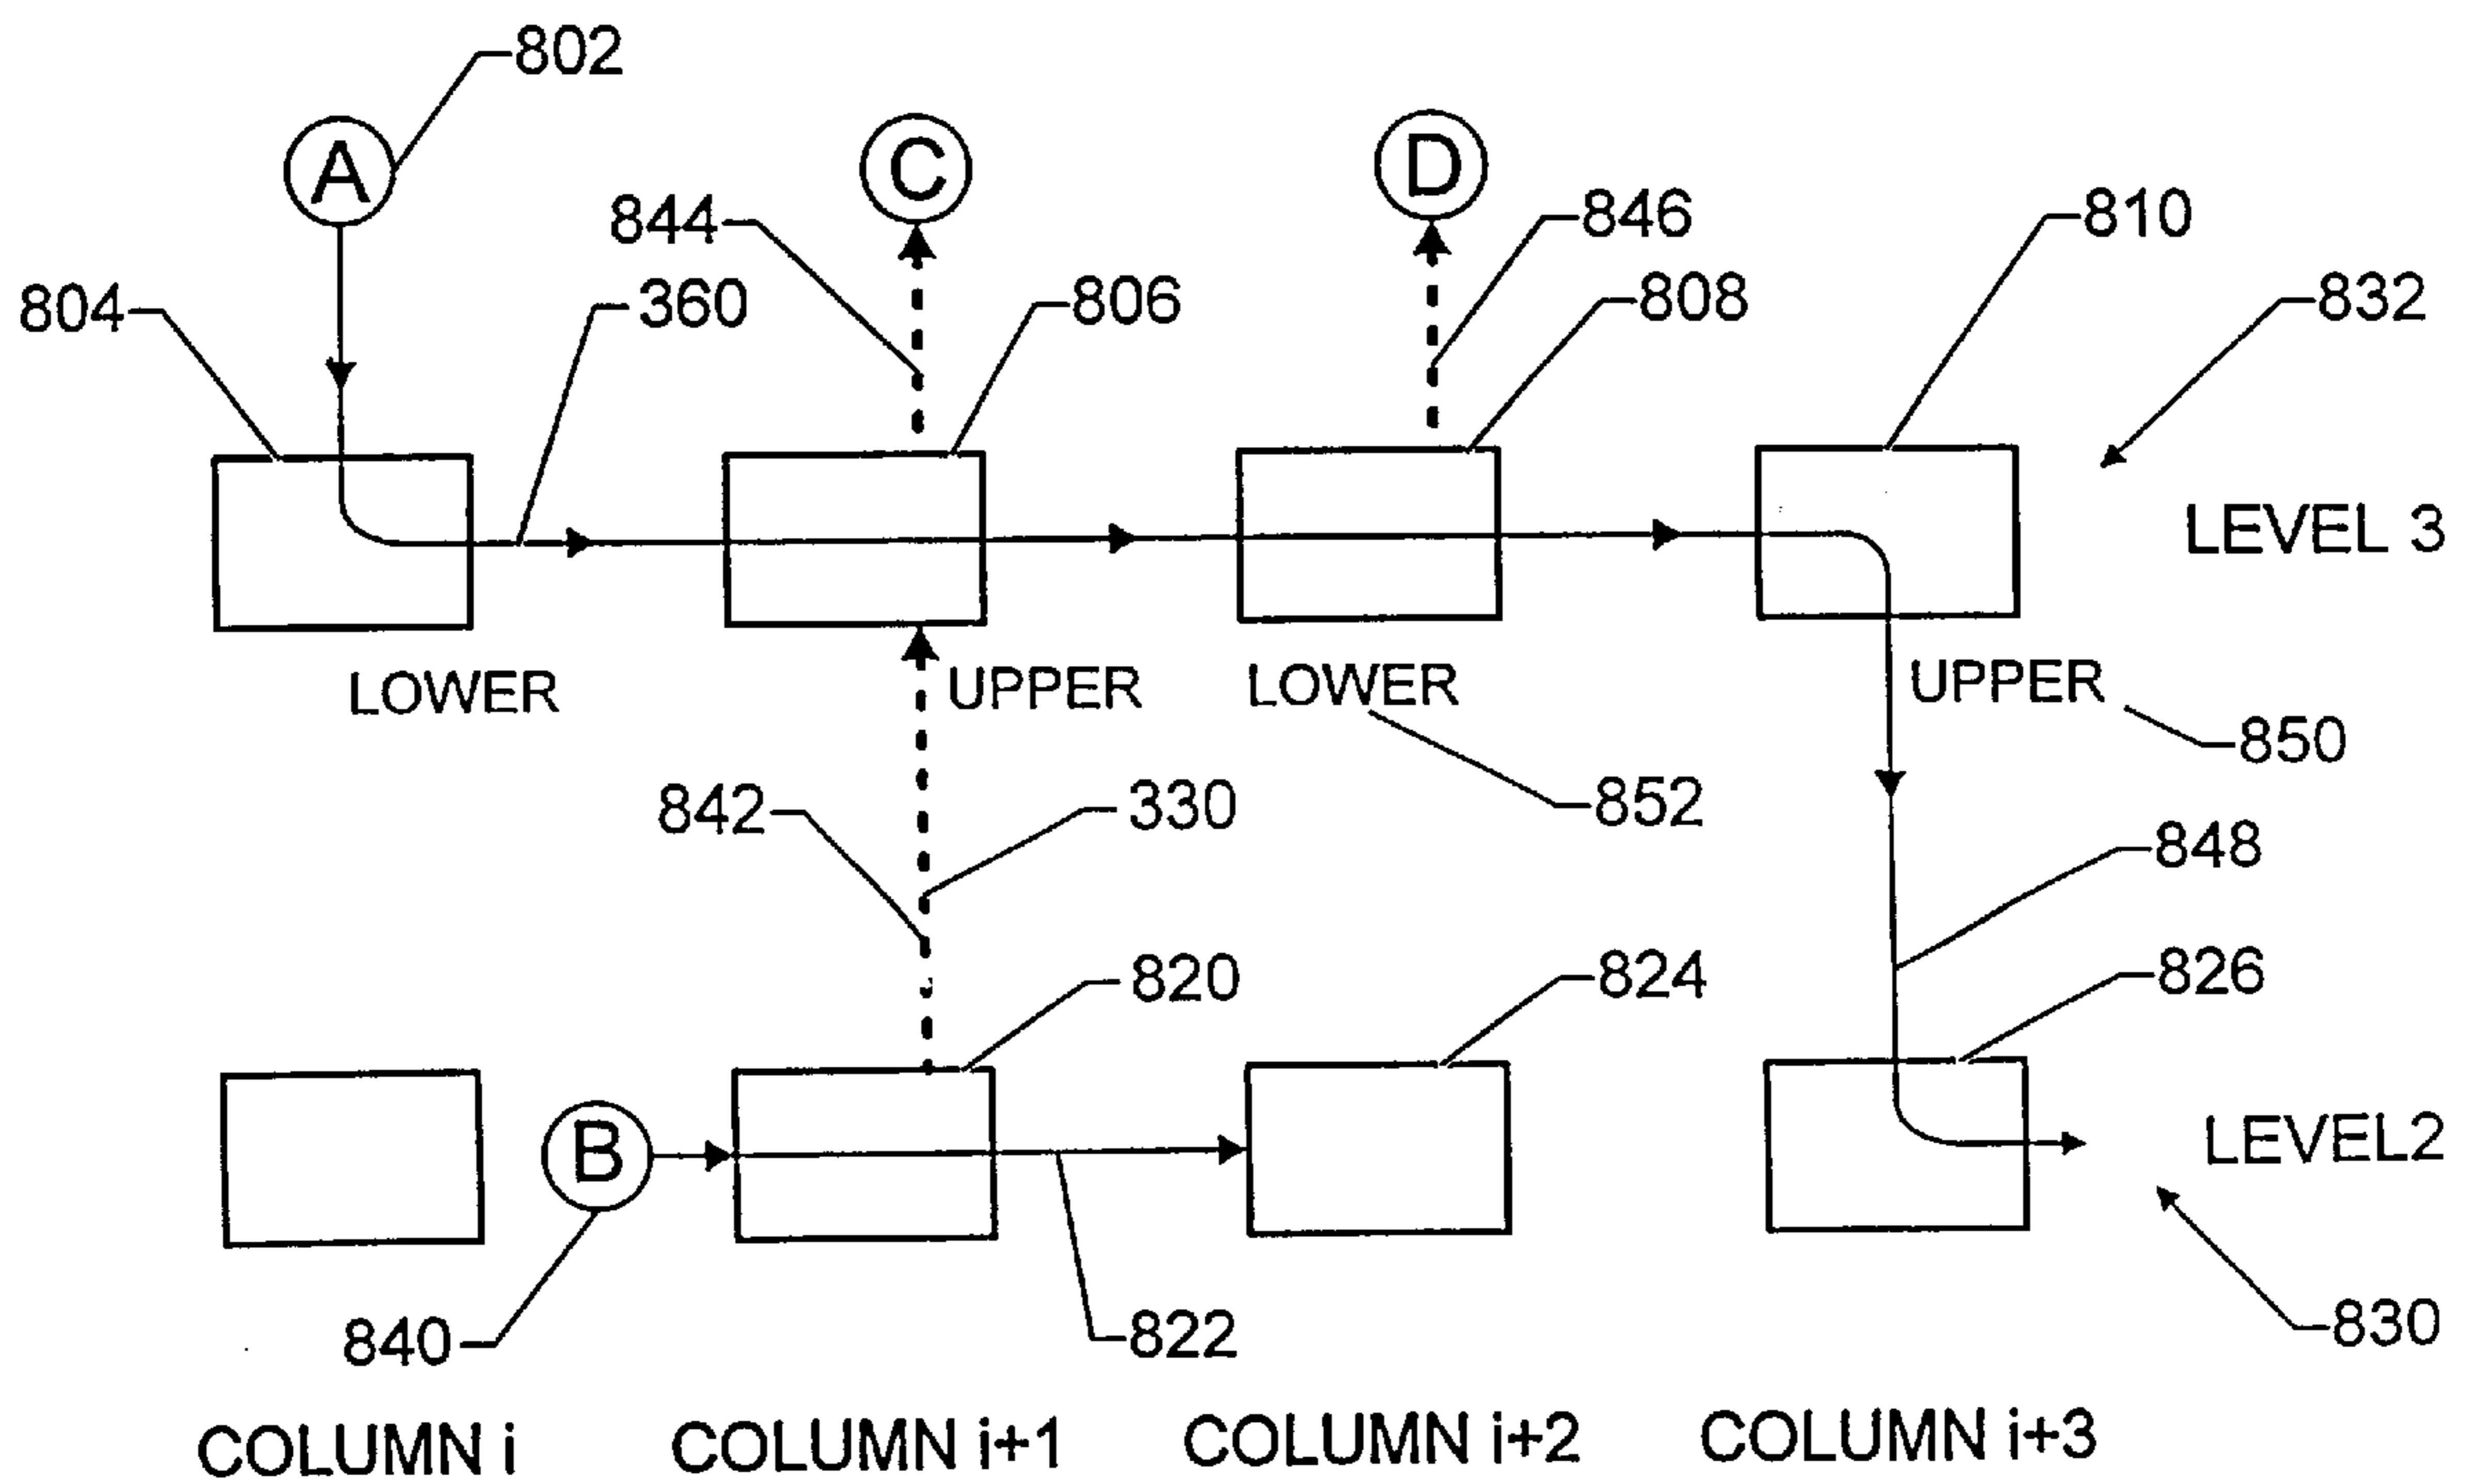 802
A
C
D
844
846
810
804
360
806
808
832
LEVEL 3
LOWER
UPPER
LOWER
UPPER
850
842
330
852
848
820
824
826
B
LEVEL2
840
822
830
COLUMN i
COLUMN i+1
COLUMN i+2
COLUMN i+3